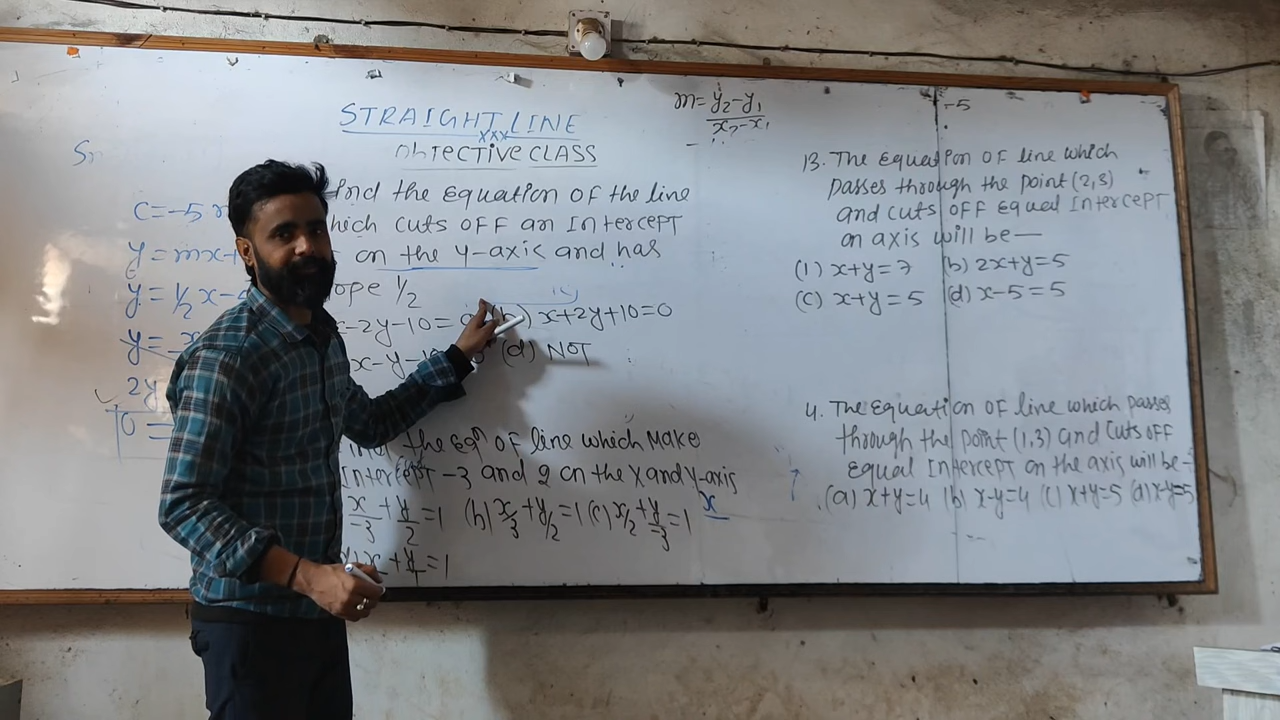 m=y₂-y₁/x₂-x₁
-5
STRAIGHT LINE
xxx
ObJECTIVE CLASS
find the Equation OF the line
which cuts OFF an Intercept
on the y-axis and has
slope 1/2
x-2y-10=0 (b) x+2y+10=0
x-y-10=0 (d) NOT
C=-5
y=mx+
y=1/2x-
y=x
2y
0=
the Eqn OF line which Make
Intercept -3 and 2 on the X and y-axis
x/-3+y/2=1 (b) x/3+y/2=1 (c) x/2+y/-3=1
=1
x
13. The Equation OF line which
passes through the point (2,3)
and cuts OFF Equal Intercept
on axis will be—
(1) x+y=7 (b) 2x+y=5
(c) x+y=5 (d) x-5=5
4. The Equation OF line which passes
through the point (1,3) and cuts OFF
Equal Intercept on the axis will be-
(a) x+y=4 (b) x-y=4 (c) x+y=5 (d) x-y=5